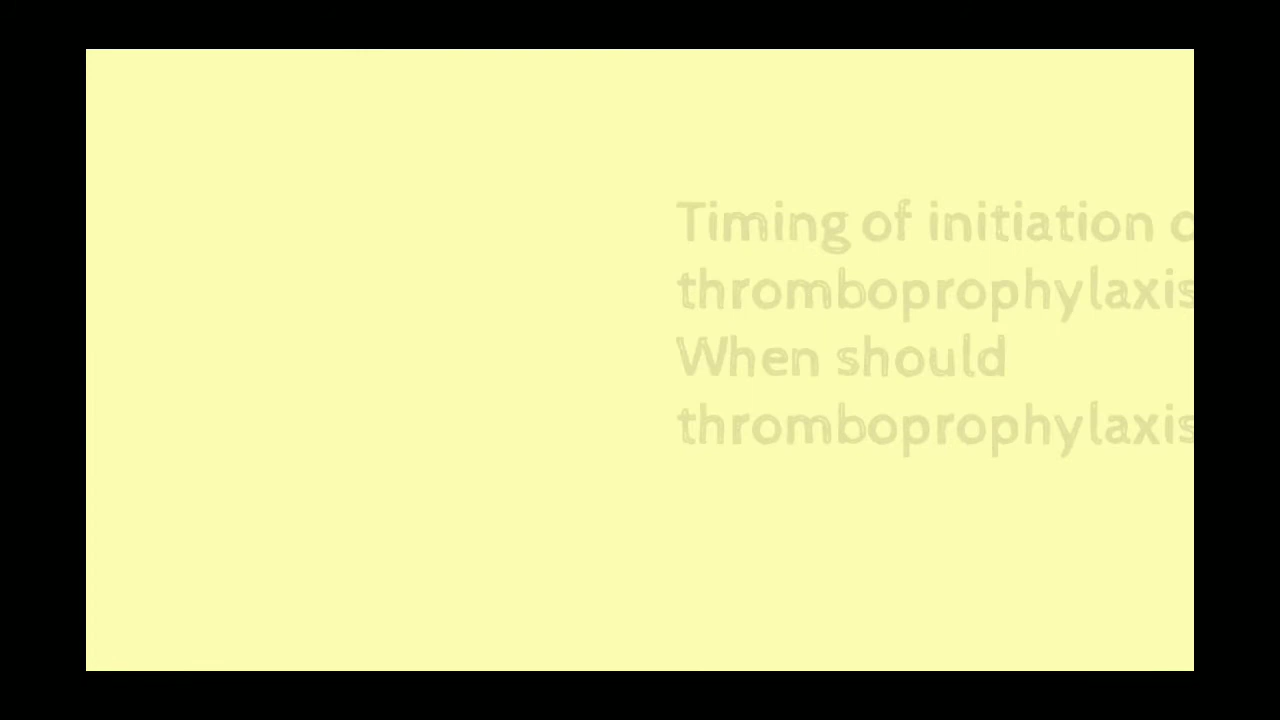 Timing of initiation
thromboprophylaxis
When should
thromboprophylaxis